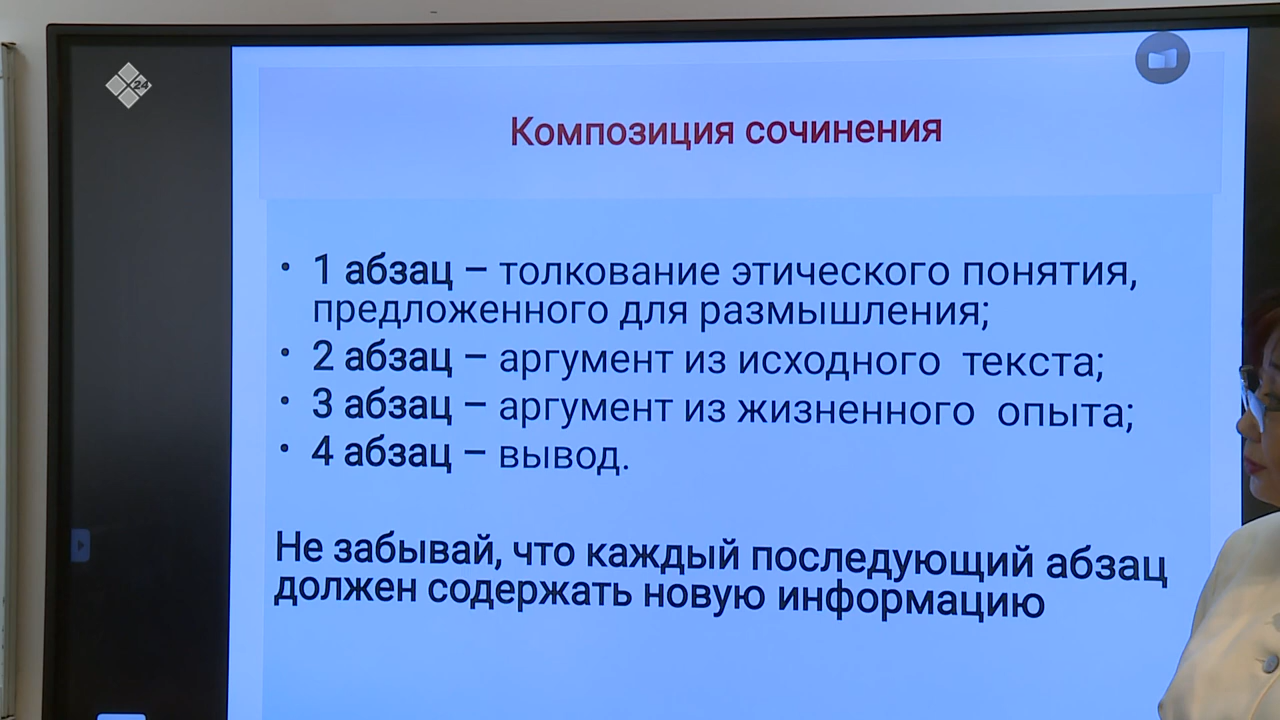 X24
Композиция сочинения
• 1 абзац – толкование этического понятия,
предложенного для размышления;
• 2 абзац – аргумент из исходного текста;
• 3 абзац – аргумент из жизненного опыта;
• 4 абзац – вывод.
Не забывай, что каждый последующий абзац
должен содержать новую информацию